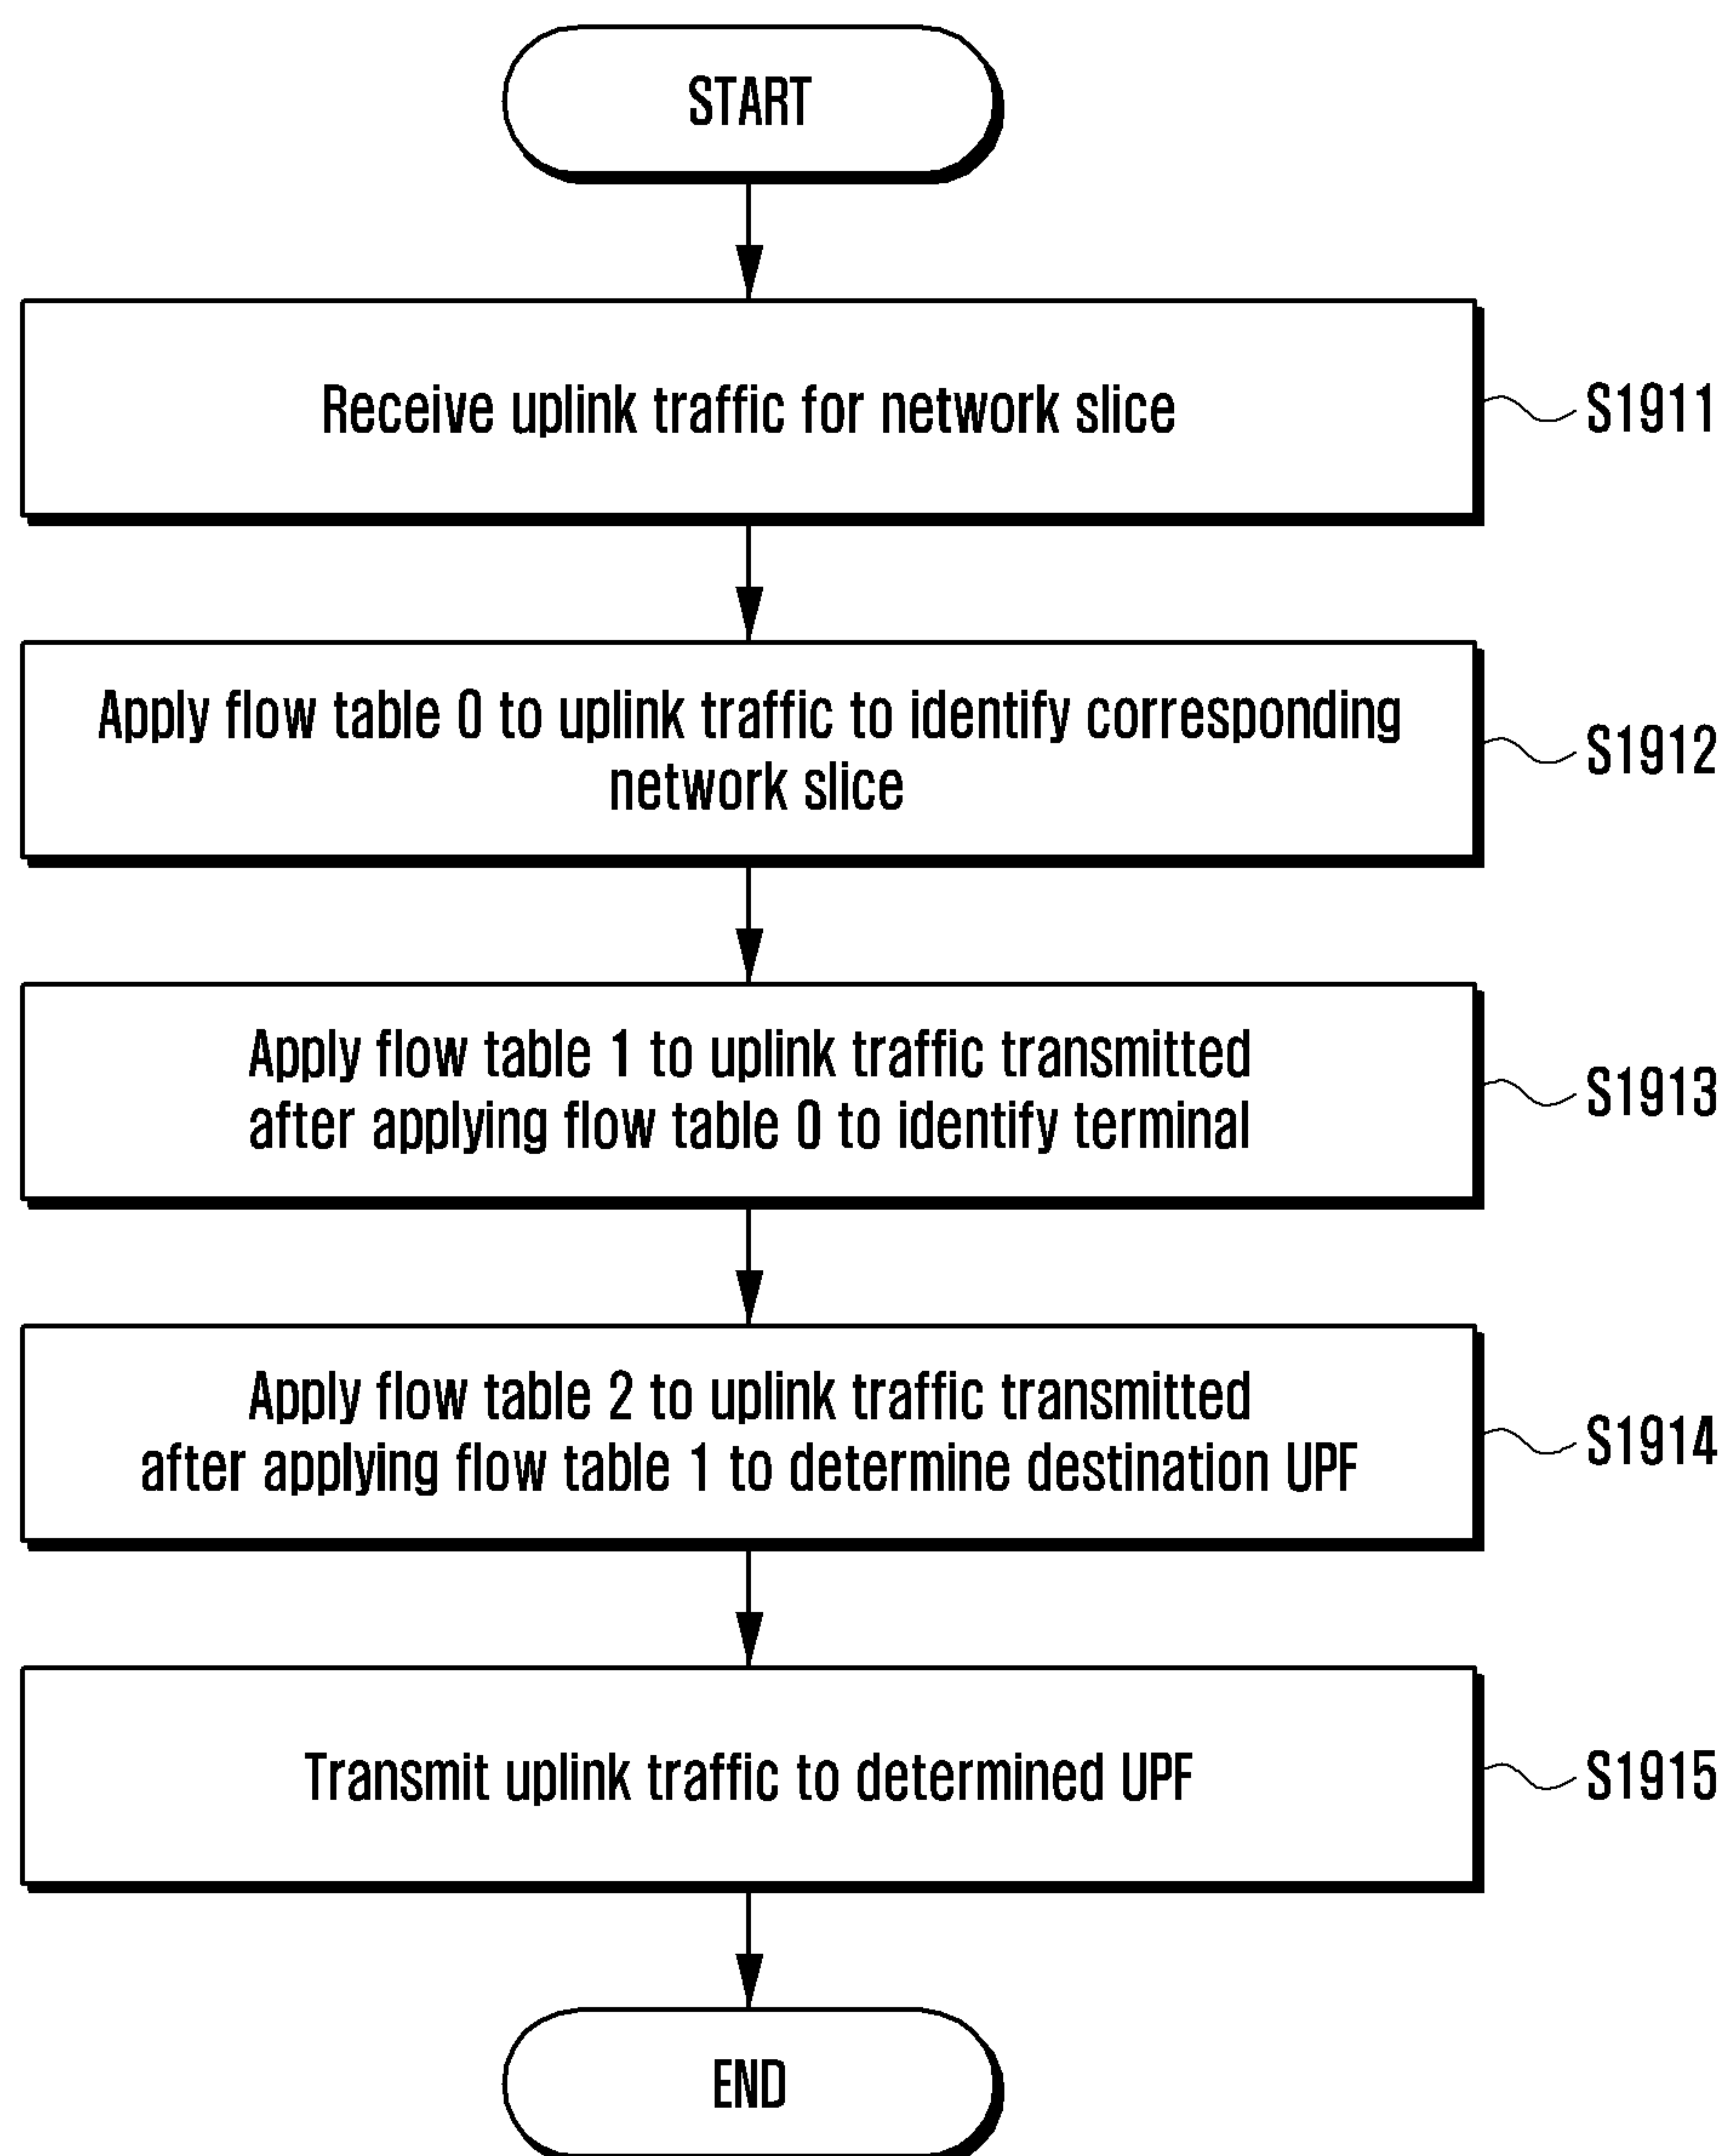 START
Receive uplink traffic for network slice
S1911
Apply flow table 0 to uplink traffic to identify corresponding
network slice
S1912
Apply flow table 1 to uplink traffic transmitted
after applying flow table 0 to identify terminal
S1913
Apply flow table 2 to uplink traffic transmitted
after applying flow table 1 to determine destination UPF
S1914
Transmit uplink traffic to determined UPF
S1915
END